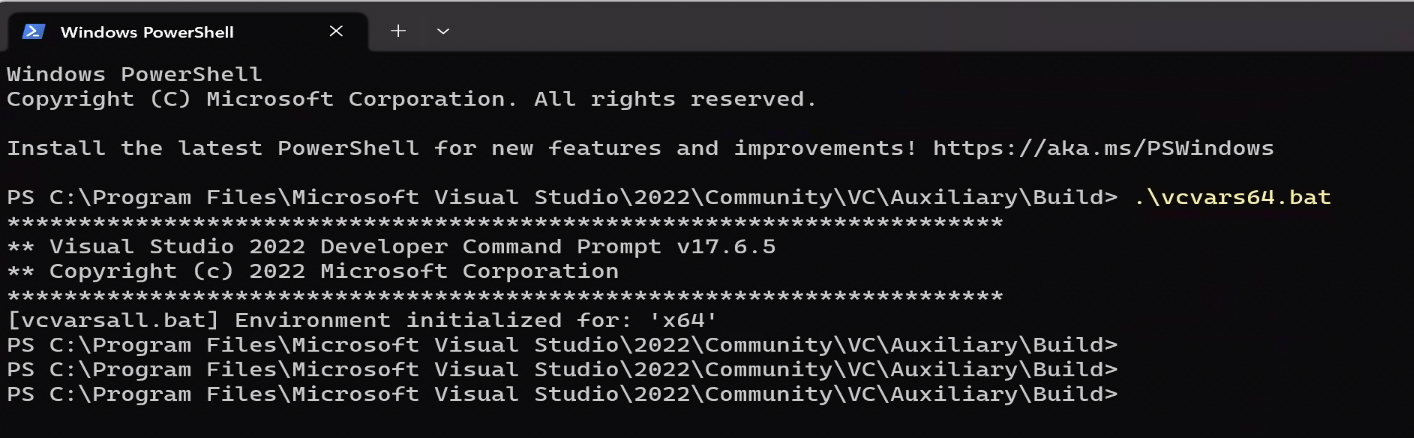 Windows PowerShell
Windows PowerShell
Copyright (C) Microsoft Corporation. All rights reserved.
Install the latest PowerShell for new features and improvements! https://aka.ms/PSWindows
PS C:\Program Files\Microsoft Visual Studio\2022\Community\VC\Auxiliary\Build> .\vcvars64.bat
**********************************************************************
** Visual Studio 2022 Developer Command Prompt v17.6.5
** Copyright (c) 2022 Microsoft Corporation
**********************************************************************
[vcvarsall.bat] Environment initialized for: 'x64'
PS C:\Program Files\Microsoft Visual Studio\2022\Community\VC\Auxiliary\Build>
PS C:\Program Files\Microsoft Visual Studio\2022\Community\VC\Auxiliary\Build>
PS C:\Program Files\Microsoft Visual Studio\2022\Community\VC\Auxiliary\Build>